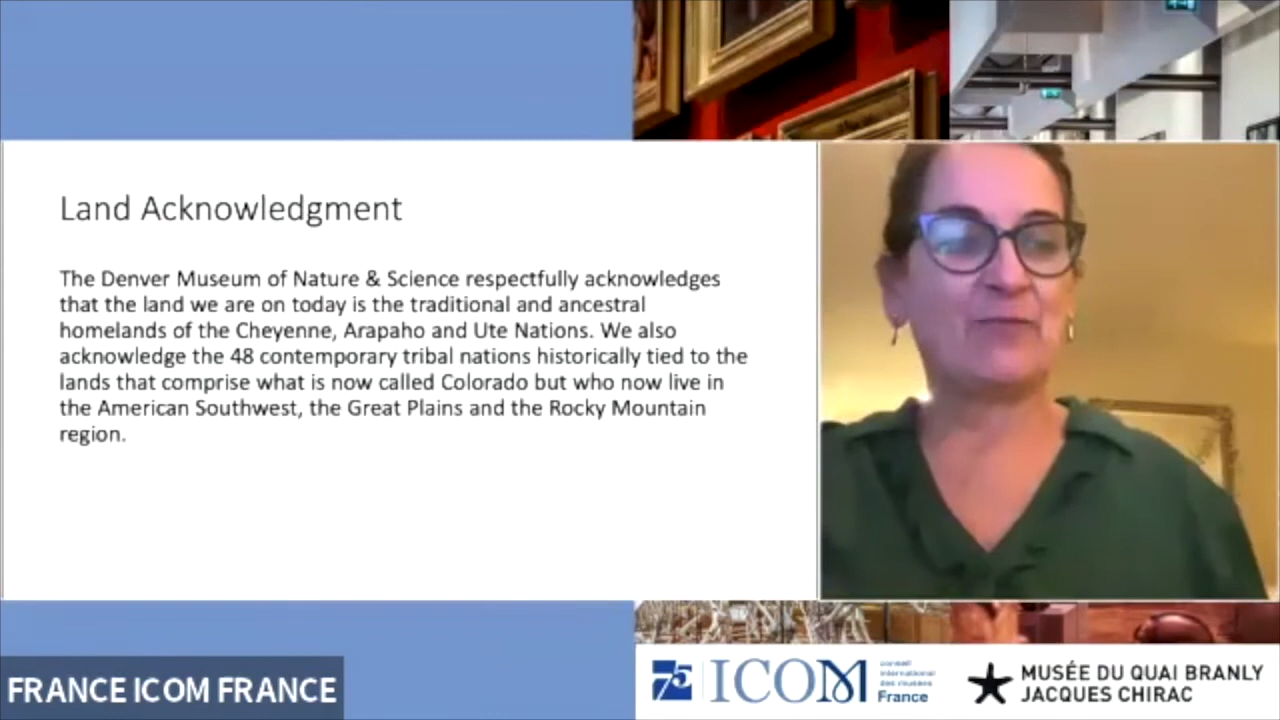 Land Acknowledgment
The Denver Museum of Nature & Science respectfully acknowledges
that the land we are on today is the traditional and ancestral
homelands of the Cheyenne, Arapaho and Ute Nations. We also
acknowledge the 48 contemporary tribal nations historically tied to the
lands that comprise what is now called Colorado but who now live in
the American Southwest, the Great Plains and the Rocky Mountain
region.
FRANCE ICOM FRANCE
75
ICOM
conseil
international
des musées
France
MUSÉE DU QUAI BRANLY
JACQUES CHIRAC